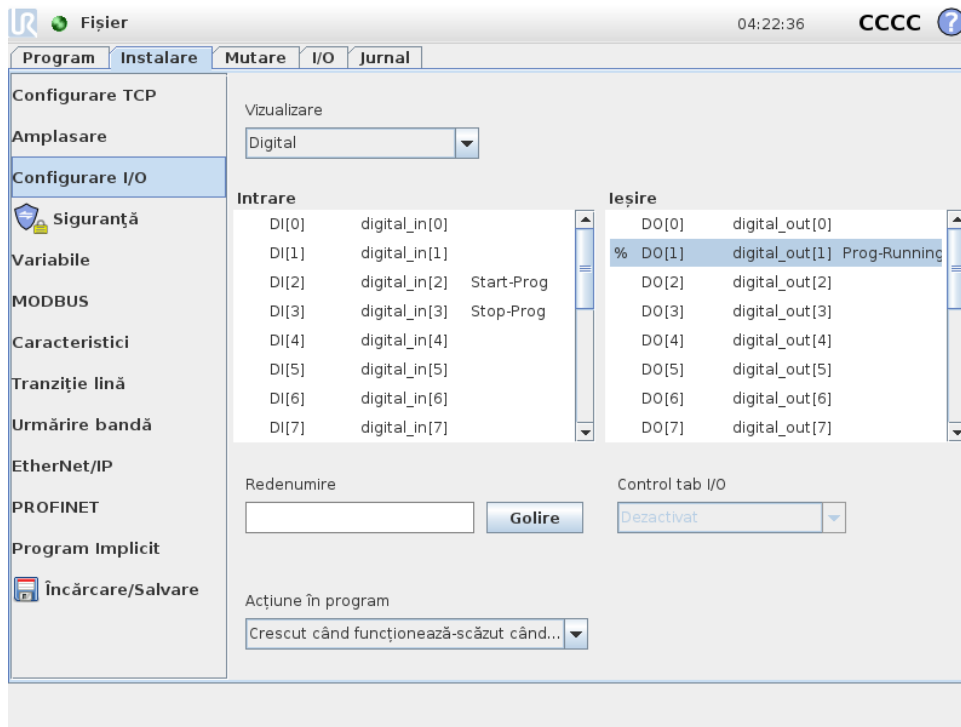 UR Fișier 04:22:36 CCCC ?
Program Instalare Mutare I/O Jurnal
Configurare TCP
Amplasare
Configurare I/O
Siguranță
Variabile
MODBUS
Caracteristici
Tranziție lină
Urmărire bandă
EtherNet/IP
PROFINET
Program Implicit
Încărcare/Salvare
Vizualizare
Digital
Intrare
DI[0] digital_in[0]
DI[1] digital_in[1]
DI[2] digital_in[2] Start-Prog
DI[3] digital_in[3] Stop-Prog
DI[4] digital_in[4]
DI[5] digital_in[5]
DI[6] digital_in[6]
DI[7] digital_in[7]
Ieșire
DO[0] digital_out[0]
% DO[1] digital_out[1] Prog-Running
DO[2] digital_out[2]
DO[3] digital_out[3]
DO[4] digital_out[4]
DO[5] digital_out[5]
DO[6] digital_out[6]
DO[7] digital_out[7]
Redenumire
Golire
Control tab I/O
Dezactivat
Acțiune în program
Crescut când funcționează-scăzut când...